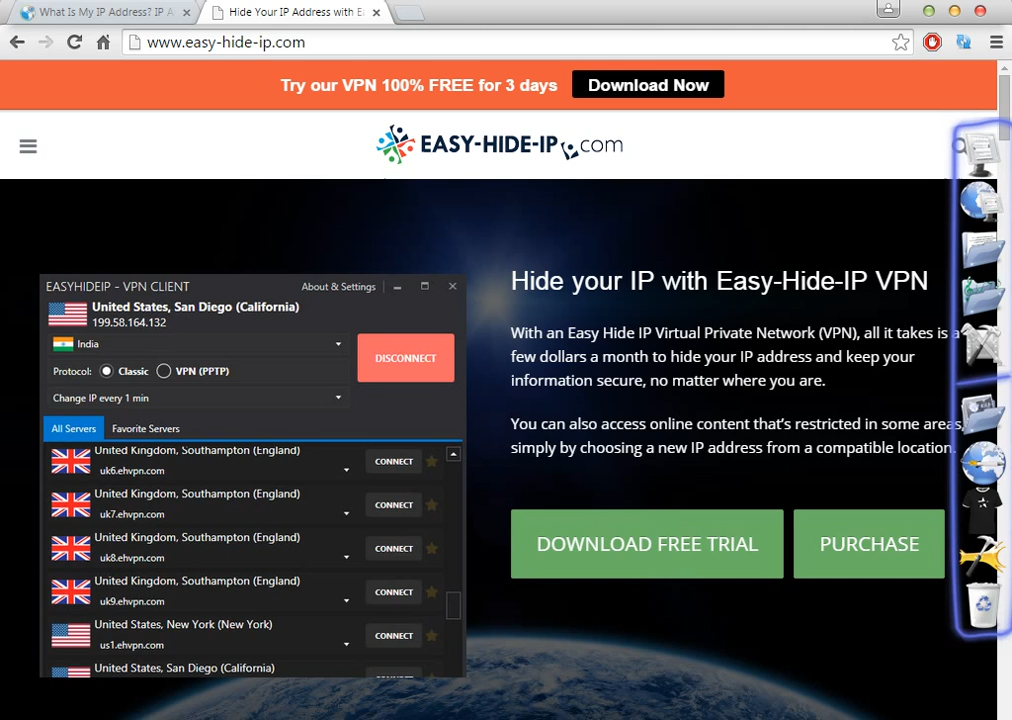 What Is My IP Address? IP A
Hide Your IP Address with E
www.easy-hide-ip.com
Try our VPN 100% FREE for 3 days
Download Now
EASY-HIDE-IP.com
EASYHIDEIP - VPN CLIENT
About & Settings
United States, San Diego (California)
199.58.164.132
India
DISCONNECT
Protocol:
Classic
VPN (PPTP)
Change IP every 1 min
All Servers
Favorite Servers
United Kingdom, Southampton (England)
uk6.ehvpn.com
CONNECT
United Kingdom, Southampton (England)
uk7.ehvpn.com
CONNECT
United Kingdom, Southampton (England)
uk8.ehvpn.com
CONNECT
United Kingdom, Southampton (England)
uk9.ehvpn.com
CONNECT
United States, New York (New York)
us1.ehvpn.com
CONNECT
United States, San Diego (California)
Hide your IP with Easy-Hide-IP VPN
With an Easy Hide IP Virtual Private Network (VPN), all it takes is a
few dollars a month to hide your IP address and keep your
information secure, no matter where you are.
You can also access online content that's restricted in some areas,
simply by choosing a new IP address from a compatible location.
DOWNLOAD FREE TRIAL
PURCHASE